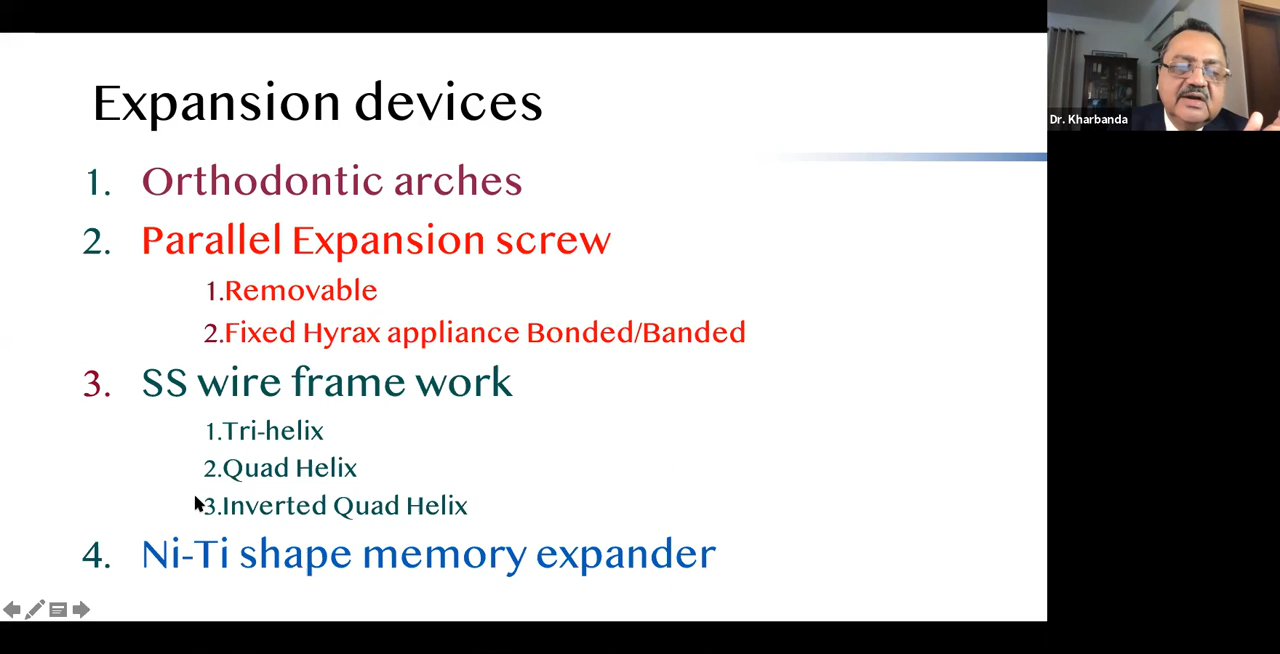 Expansion devices
1. Orthodontic arches
2. Parallel Expansion screw
1.Removable
2.Fixed Hyrax appliance Bonded/Banded
3. SS wire frame work
1.Tri-helix
2.Quad Helix
3.Inverted Quad Helix
4. Ni-Ti shape memory expander
Dr. Kharbanda